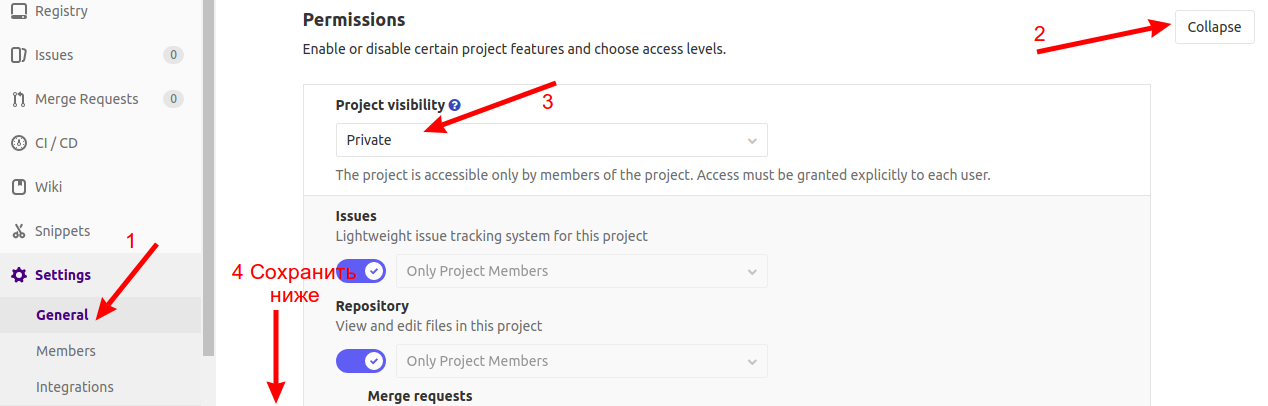 Registry
Issues 0
Merge Requests 0
CI / CD
Wiki
Snippets
1
Settings
General
Members
Integrations
Permissions
Enable or disable certain project features and choose access levels.
2
Collapse
Project visibility ?
3
Private
The project is accessible only by members of the project. Access must be granted explicitly to each user.
Issues
Lightweight issue tracking system for this project
4 Сохранить
ниже
Only Project Members
Repository
View and edit files in this project
Only Project Members
Merge requests